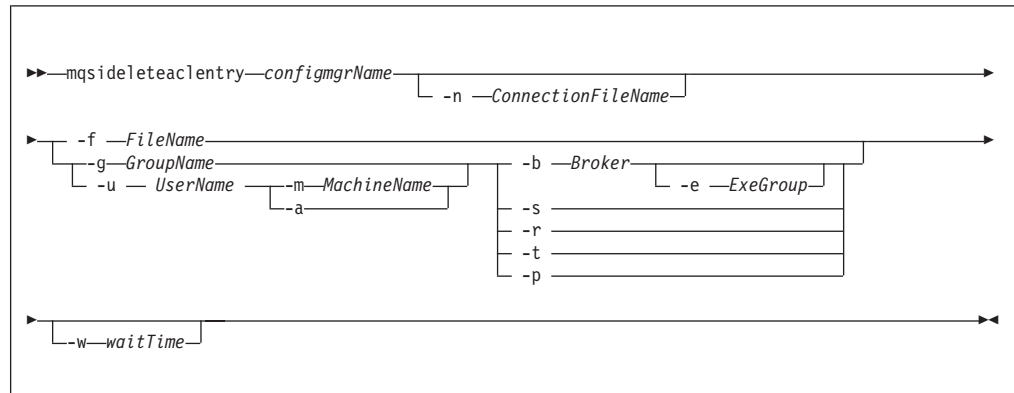 mqsideleteaclentry configmgrName
-n ConnectionFileName
-f FileName
-g GroupName -b Broker
-u UserName -m MachineName -e ExeGroup
-a -s
-r
-t
-p
-w waitTime